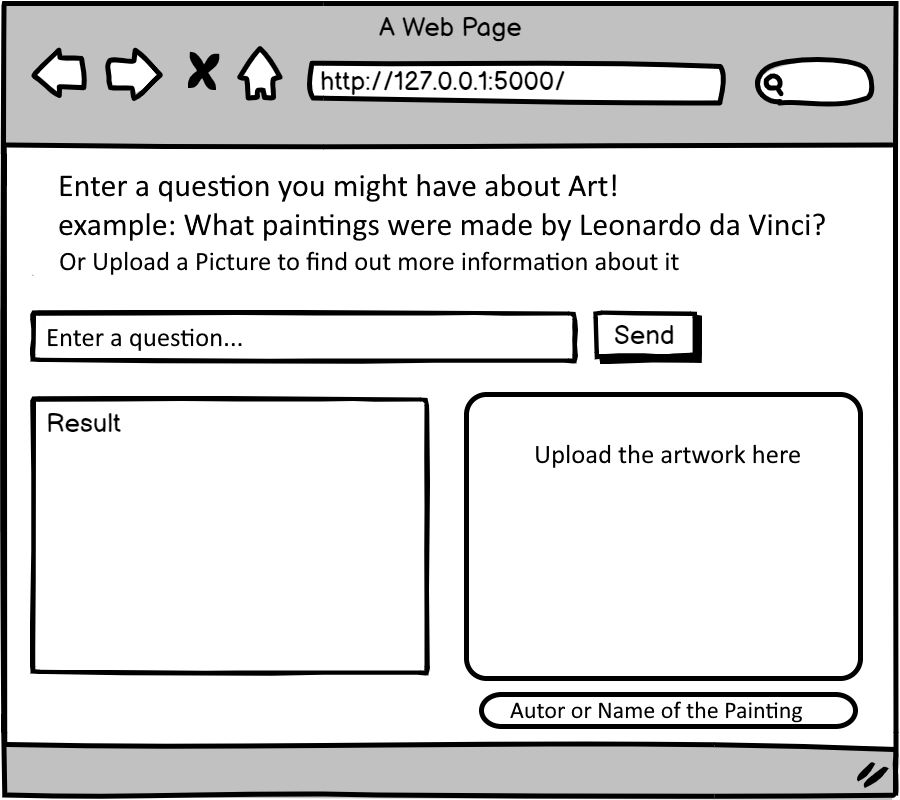 A Web Page
http://127.0.0.1:5000/
Enter a question you might have about Art!
example: What paintings were made by Leonardo da Vinci?
Or Upload a Picture to find out more information about it
Enter a question...
Send
Result
Upload the artwork here
Autor or Name of the Painting